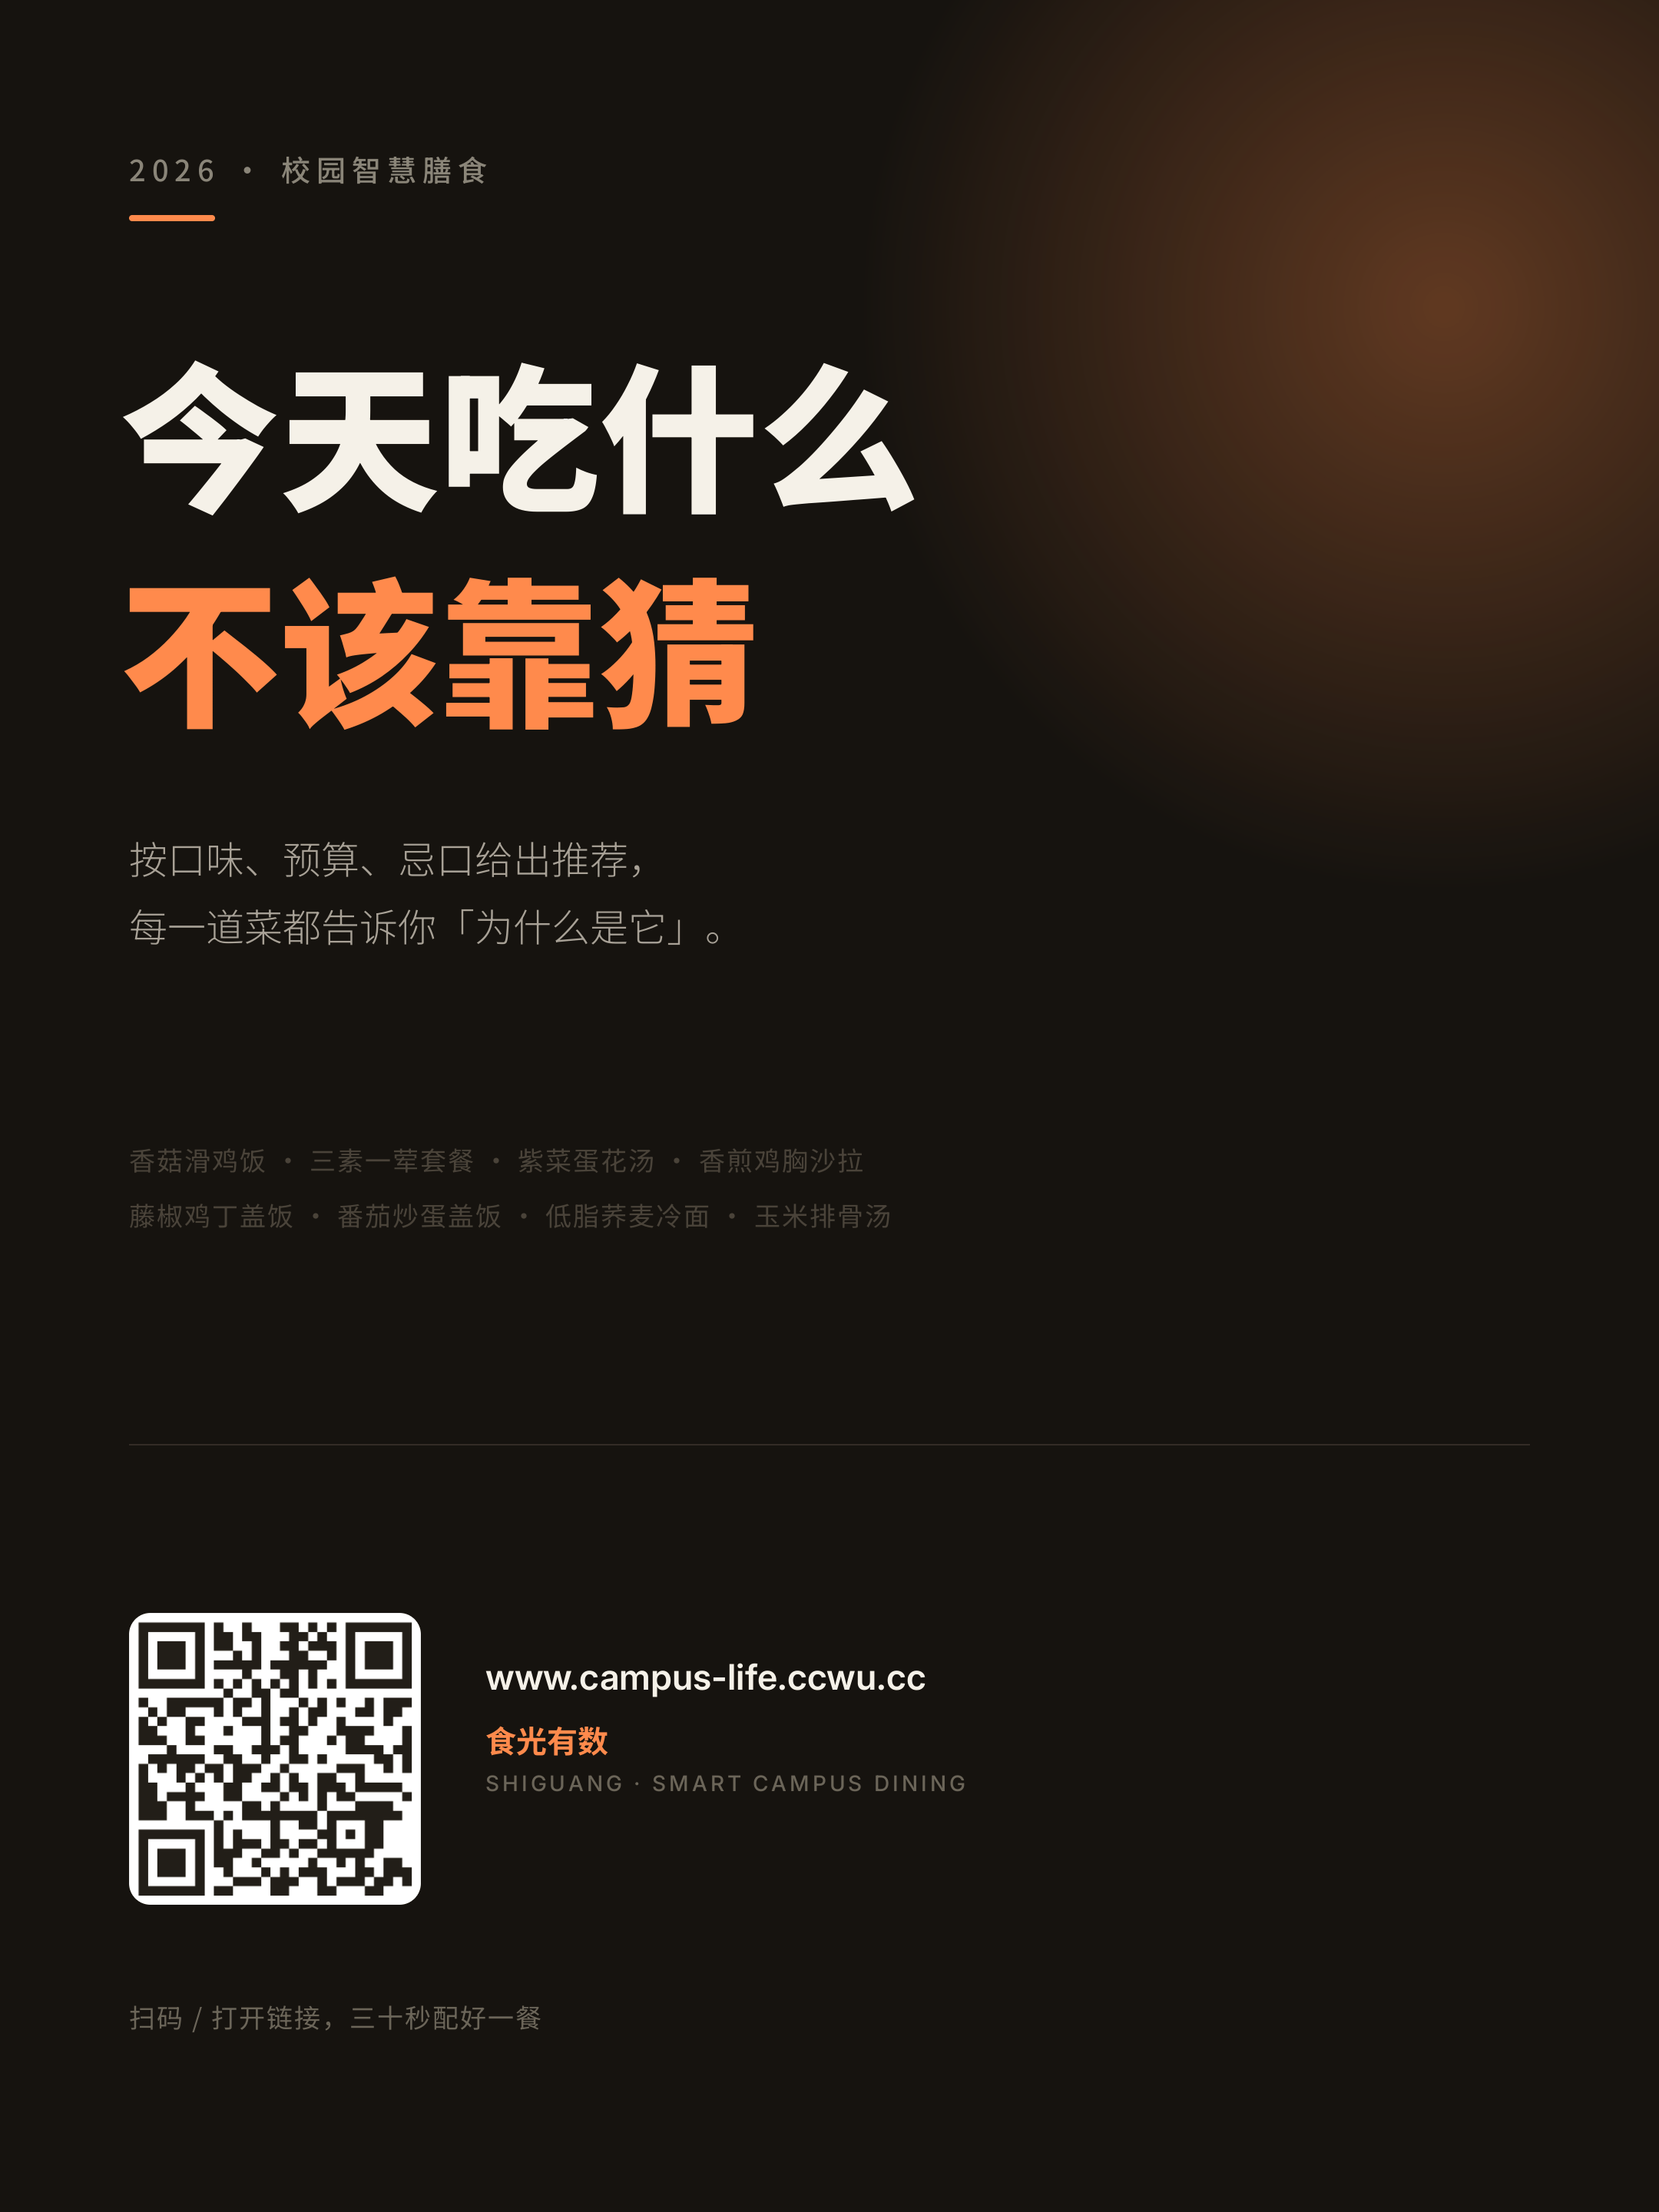 2026 · 校园智慧膳食
今天吃什么
不该靠猜
按口味、预算、忌口给出推荐，
每一道菜都告诉你「为什么是它」。
香菇滑鸡饭 · 三素一荤套餐 · 紫菜蛋花汤 · 香煎鸡胸沙拉
藤椒鸡丁盖饭 · 番茄炒蛋盖饭 · 低脂荞麦冷面 · 玉米排骨汤
www.campus-life.ccwu.cc
食光有数
SHIGUANG · SMART CAMPUS DINING
扫码 / 打开链接，三十秒配好一餐